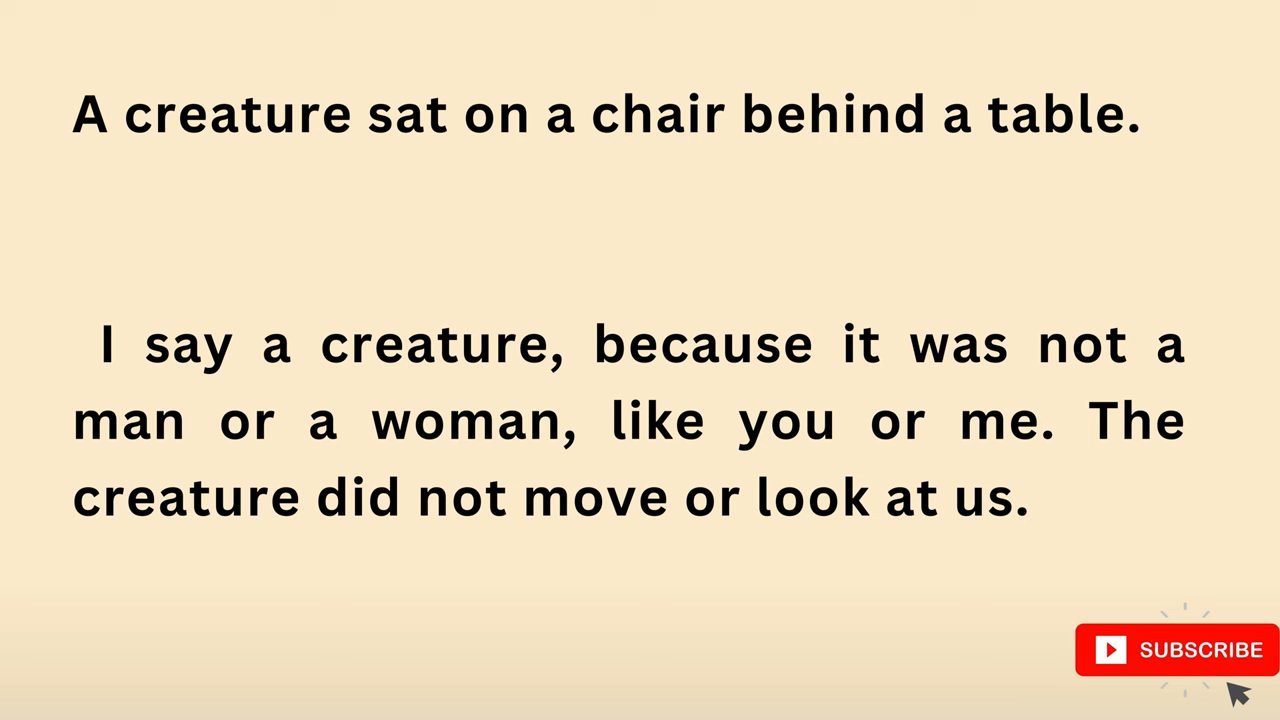 A creature sat on a chair behind a table.
I say a creature, because it was not a
man or a woman, like you or me. The
creature did not move or look at us.
SUBSCRIBE